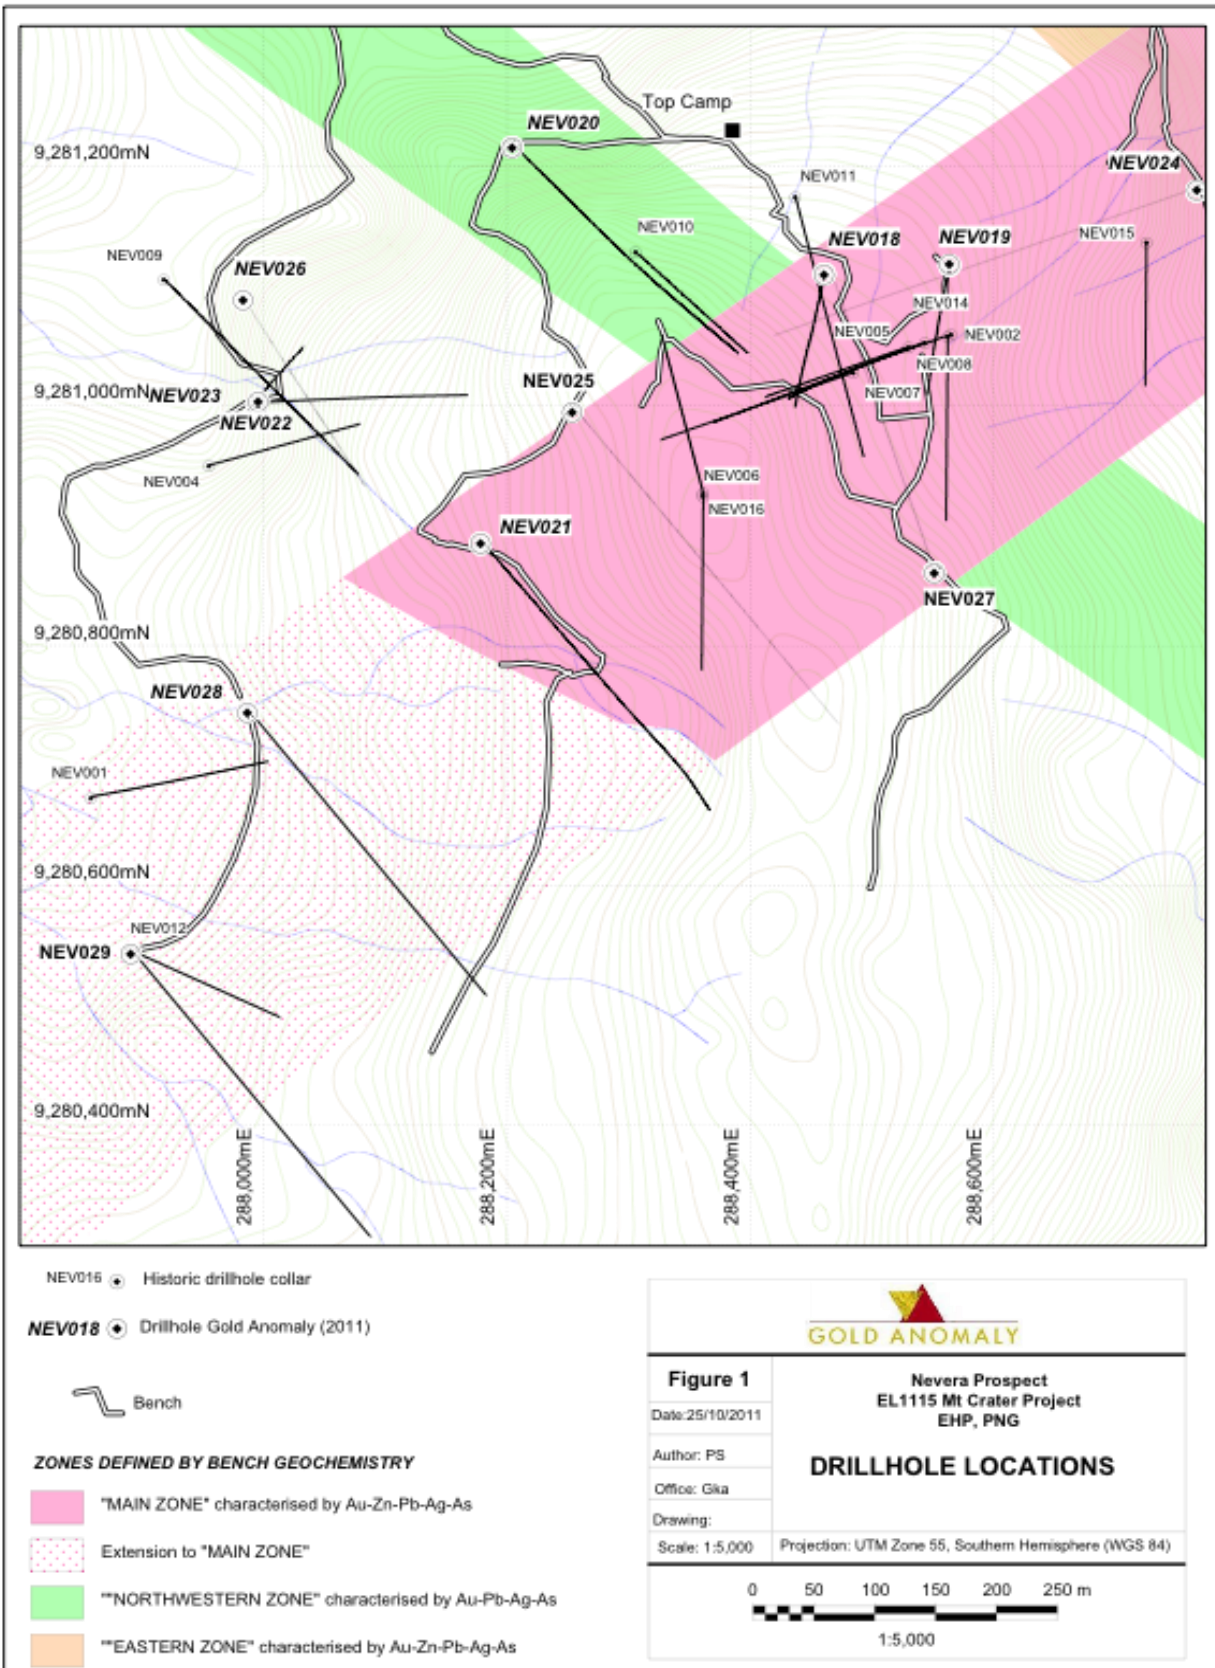 Top Camp
NEV020
9,281,200mN
NEV024
NEV011
NEV010
NEV018
NEV019
NEV015
NEV009
NEV026
NEV014
NEV005
NEV002
NEV008
NEV025
9,281,000mN
NEV023
NEV007
NEV022
NEV004
NEV006
NEV016
NEV021
NEV027
9,280,800mN
NEV028
NEV001
9,280,600mN
NEV012
NEV029
9,280,400mN
288,000mE
288,200mE
288,400mE
288,600mE
NEV016 Historic drillhole collar
NEV018 Drillhole Gold Anomaly (2011)
Bench
ZONES DEFINED BY BENCH GEOCHEMISTRY
"MAIN ZONE" characterised by Au-Zn-Pb-Ag-As
Extension to "MAIN ZONE"
""NORTHWESTERN ZONE" characterised by Au-Pb-Ag-As
""EASTERN ZONE" characterised by Au-Zn-Pb-Ag-As
GOLD ANOMALY
Figure 1
Date:25/10/2011
Author: PS
Office: Gka
Drawing:
Scale: 1:5,000
Nevera Prospect
EL1115 Mt Crater Project
EHP, PNG
DRILLHOLE LOCATIONS
Projection: UTM Zone 55, Southern Hemisphere (WGS 84)
0 50 100 150 200 250 m
1:5,000